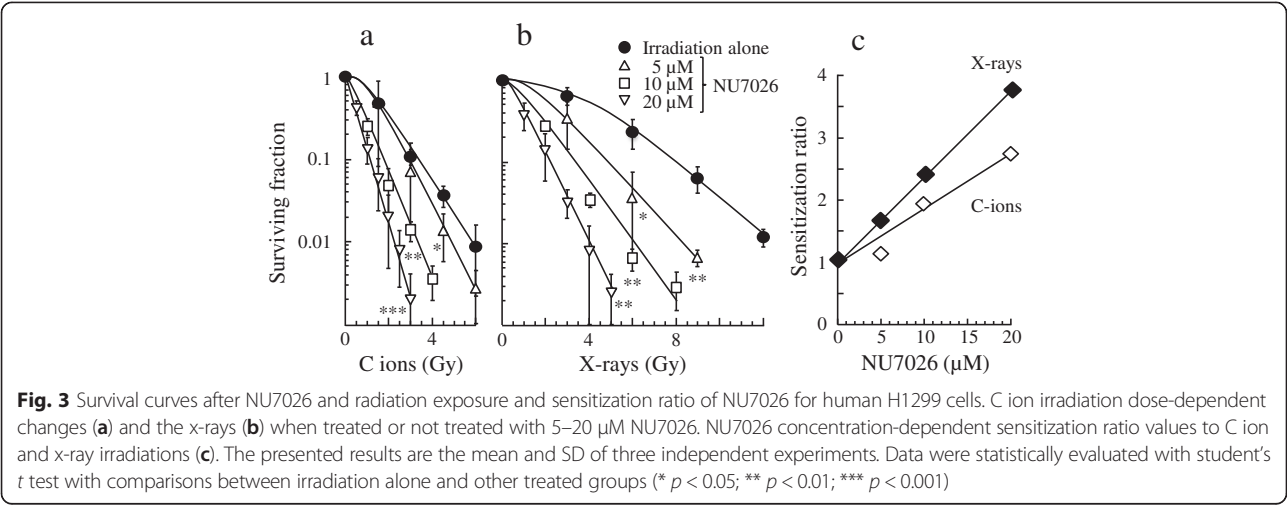 a
b
c
Irradiation alone
5 µM
10 µM
20 µM
NU7026
Surviving fraction
1
0.1
0.01
*
**
***
0
4
C ions (Gy)
*
**
**
**
0
4
8
X-rays (Gy)
Sensitization ratio
4
3
2
1
0
X-rays
C-ions
0
5
10
20
NU7026 (µM)
Fig. 3 Survival curves after NU7026 and radiation exposure and sensitization ratio of NU7026 for human H1299 cells. C ion irradiation dose-dependent
changes (a) and the x-rays (b) when treated or not treated with 5–20 µM NU7026. NU7026 concentration-dependent sensitization ratio values to C ion
and x-ray irradiations (c). The presented results are the mean and SD of three independent experiments. Data were statistically evaluated with student's
t test with comparisons between irradiation alone and other treated groups (* p < 0.05; ** p < 0.01; *** p < 0.001)